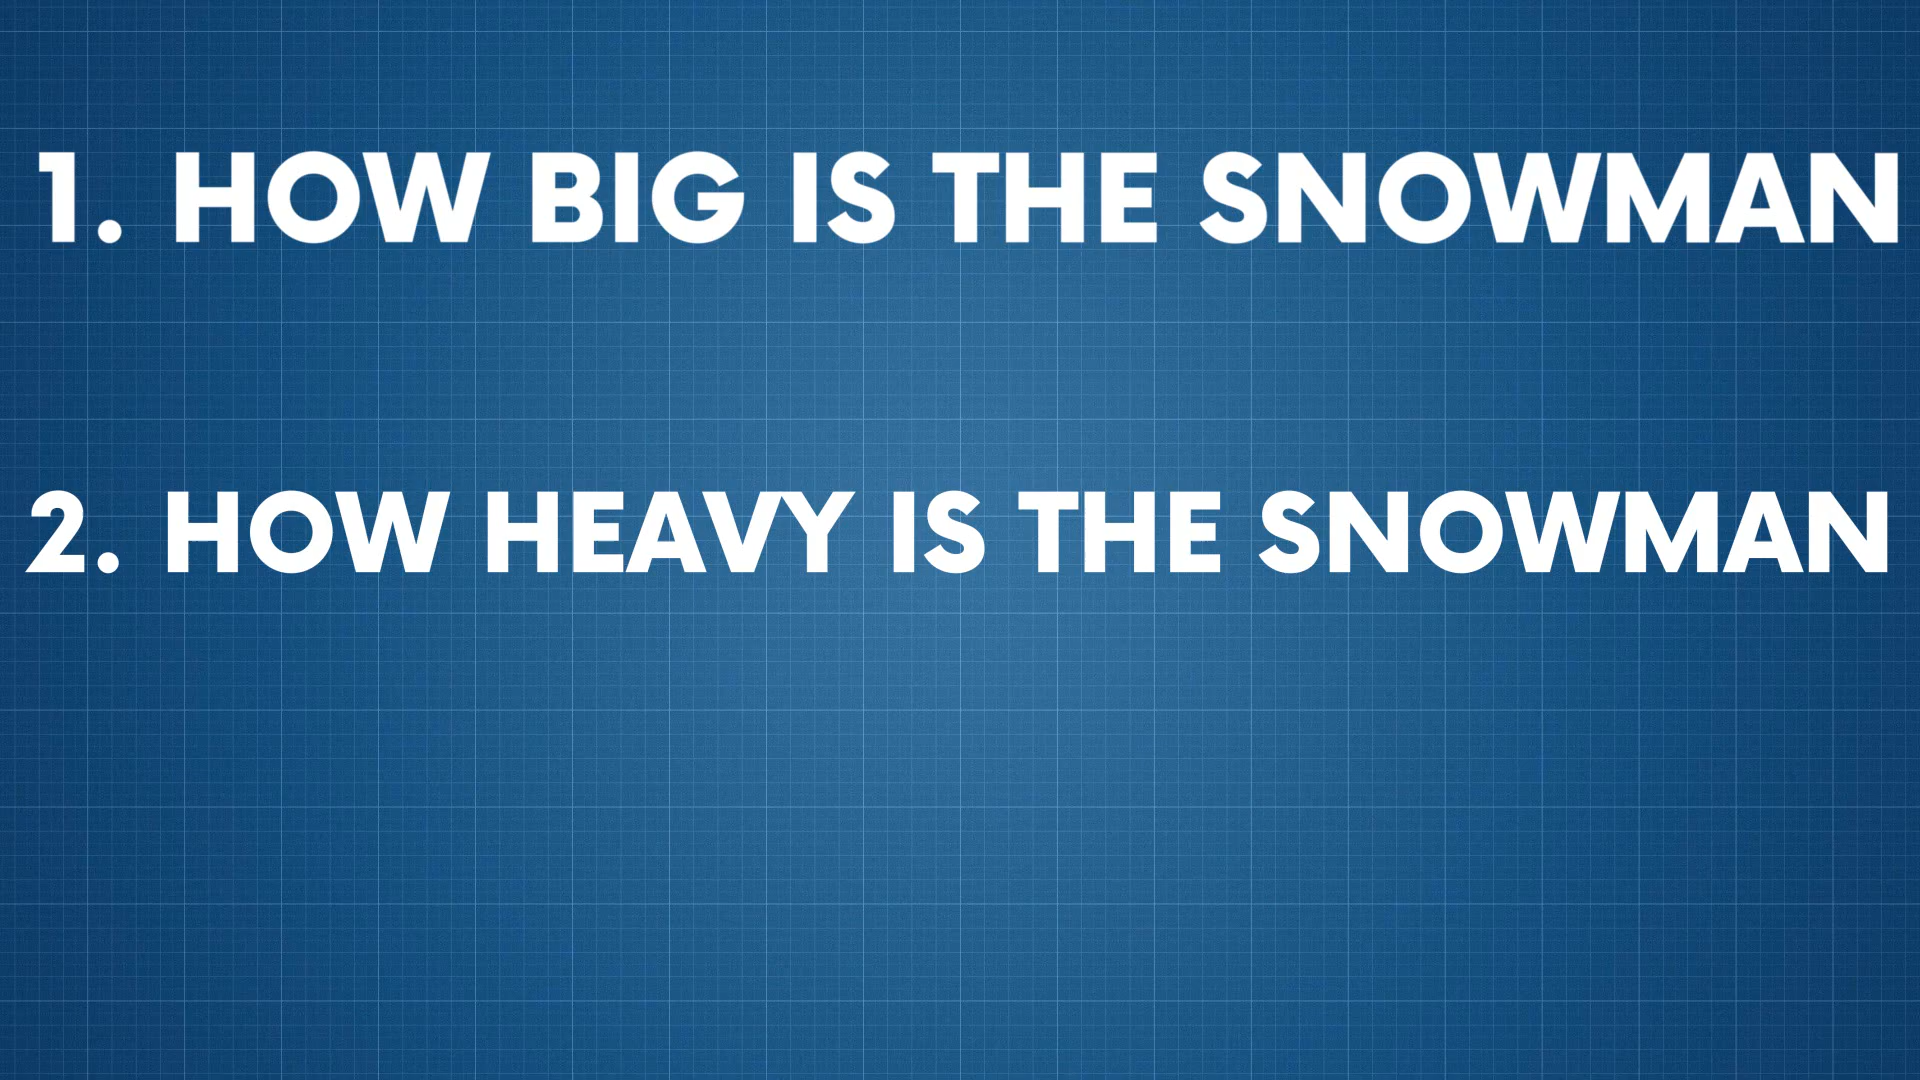 1. HOW BIG IS THE SNOWMAN
2. HOW HEAVY IS THE SNOWMAN